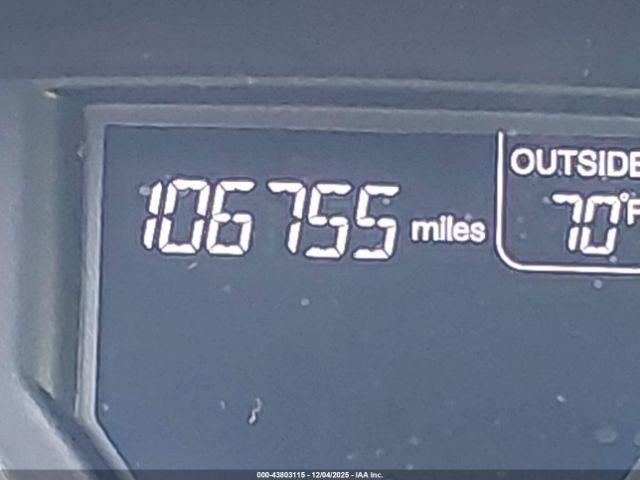 OUTSIDE
106755 miles
70°F
000-43803115 - 12/04/2025 - IAA Inc.